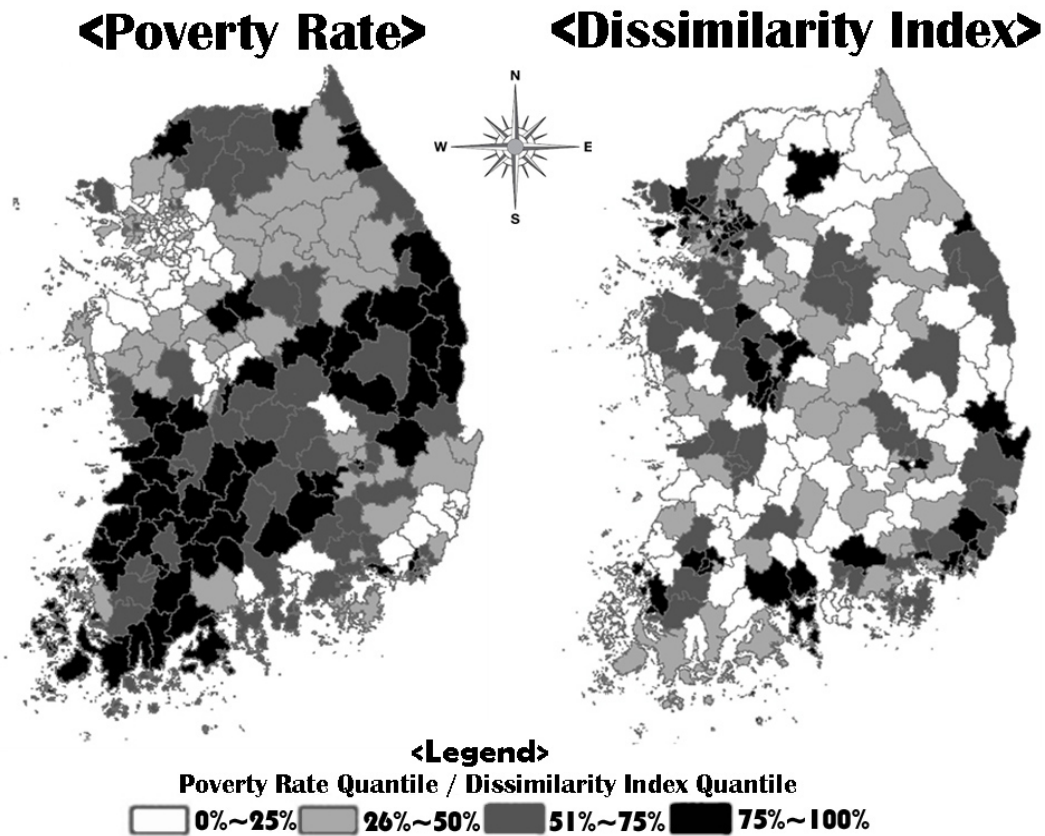 <Poverty Rate>
<Dissimilarity Index>
N
W
E
S
<Legend>
Poverty Rate Quantile / Dissimilarity Index Quantile
0%~25%
26%~50%
51%~75%
75%~100%